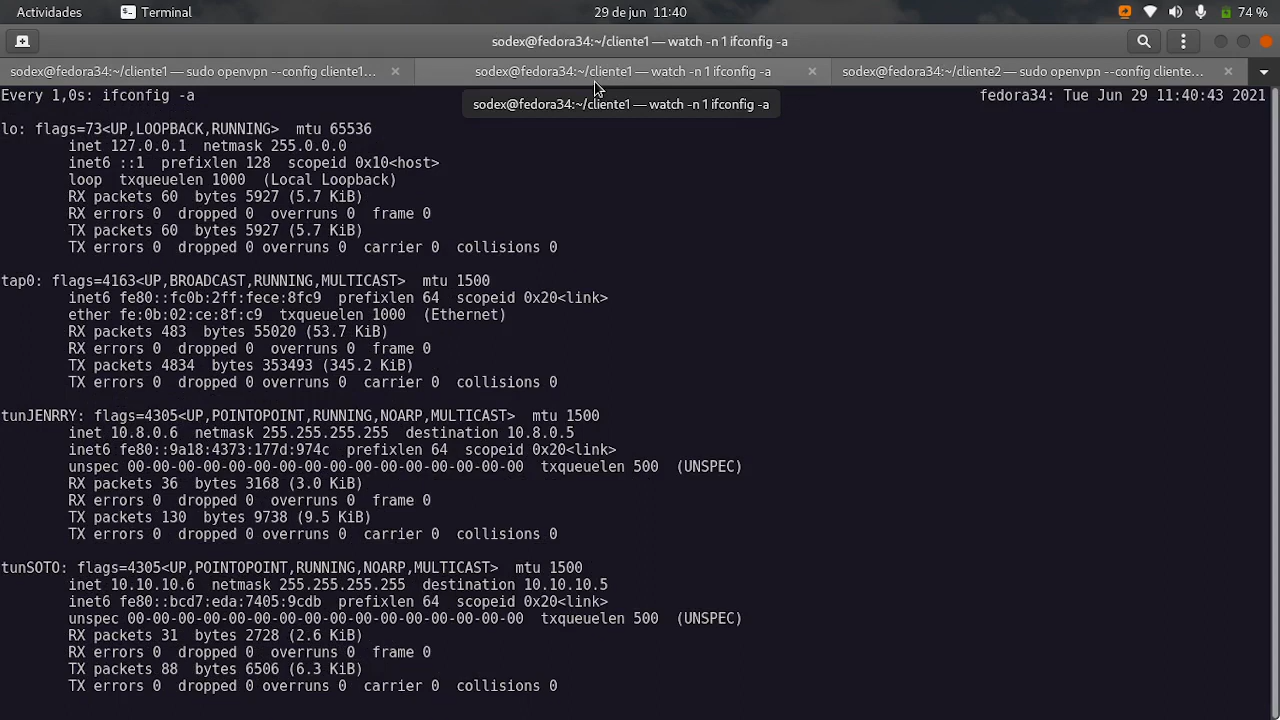 Actividades
Terminal
29 de jun  11:40
74 %
sodex@fedora34:~/cliente1 — watch -n 1 ifconfig -a
sodex@fedora34:~/cliente1 — sudo openvpn --config cliente1...
sodex@fedora34:~/cliente1 — watch -n 1 ifconfig -a
sodex@fedora34:~/cliente2 — sudo openvpn --config cliente...
Every 1,0s: ifconfig -a
sodex@fedora34:~/cliente1 — watch -n 1 ifconfig -a
fedora34: Tue Jun 29 11:40:43 2021
lo: flags=73<UP,LOOPBACK,RUNNING>  mtu 65536
inet 127.0.0.1  netmask 255.0.0.0
inet6 ::1  prefixlen 128  scopeid 0x10<host>
loop  txqueuelen 1000  (Local Loopback)
RX packets 60  bytes 5927 (5.7 KiB)
RX errors 0  dropped 0  overruns 0  frame 0
TX packets 60  bytes 5927 (5.7 KiB)
TX errors 0  dropped 0 overruns 0  carrier 0  collisions 0
tap0: flags=4163<UP,BROADCAST,RUNNING,MULTICAST>  mtu 1500
inet6 fe80::fc0b:2ff:fece:8fc9  prefixlen 64  scopeid 0x20<link>
ether fe:0b:02:ce:8f:c9  txqueuelen 1000  (Ethernet)
RX packets 483  bytes 55020 (53.7 KiB)
RX errors 0  dropped 0  overruns 0  frame 0
TX packets 4834  bytes 353493 (345.2 KiB)
TX errors 0  dropped 0 overruns 0  carrier 0  collisions 0
tunJENRRY: flags=4305<UP,POINTOPOINT,RUNNING,NOARP,MULTICAST>  mtu 1500
inet 10.8.0.6  netmask 255.255.255.255  destination 10.8.0.5
inet6 fe80::9a18:4373:177d:974c  prefixlen 64  scopeid 0x20<link>
unspec 00-00-00-00-00-00-00-00-00-00-00-00-00-00-00-00  txqueuelen 500  (UNSPEC)
RX packets 36  bytes 3168 (3.0 KiB)
RX errors 0  dropped 0  overruns 0  frame 0
TX packets 130  bytes 9738 (9.5 KiB)
TX errors 0  dropped 0 overruns 0  carrier 0  collisions 0
tunSOTO: flags=4305<UP,POINTOPOINT,RUNNING,NOARP,MULTICAST>  mtu 1500
inet 10.10.10.6  netmask 255.255.255.255  destination 10.10.10.5
inet6 fe80::bcd7:eda:7405:9cdb  prefixlen 64  scopeid 0x20<link>
unspec 00-00-00-00-00-00-00-00-00-00-00-00-00-00-00-00  txqueuelen 500  (UNSPEC)
RX packets 31  bytes 2728 (2.6 KiB)
RX errors 0  dropped 0  overruns 0  frame 0
TX packets 88  bytes 6506 (6.3 KiB)
TX errors 0  dropped 0 overruns 0  carrier 0  collisions 0